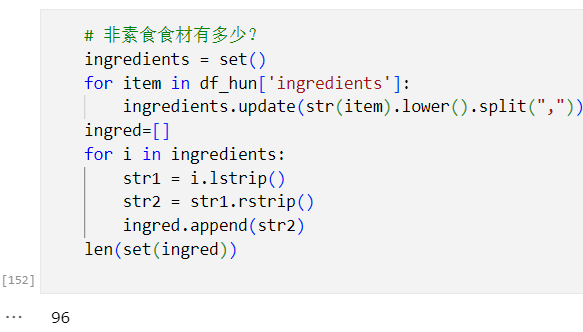 # 非素食食材有多少？
ingredients = set()
for item in df_hun['ingredients']:
    ingredients.update(str(item).lower().split(","))
ingred=[]
for i in ingredients:
    str1 = i.lstrip()
    str2 = str1.rstrip()
    ingred.append(str2)
len(set(ingred))
[152]
... 96